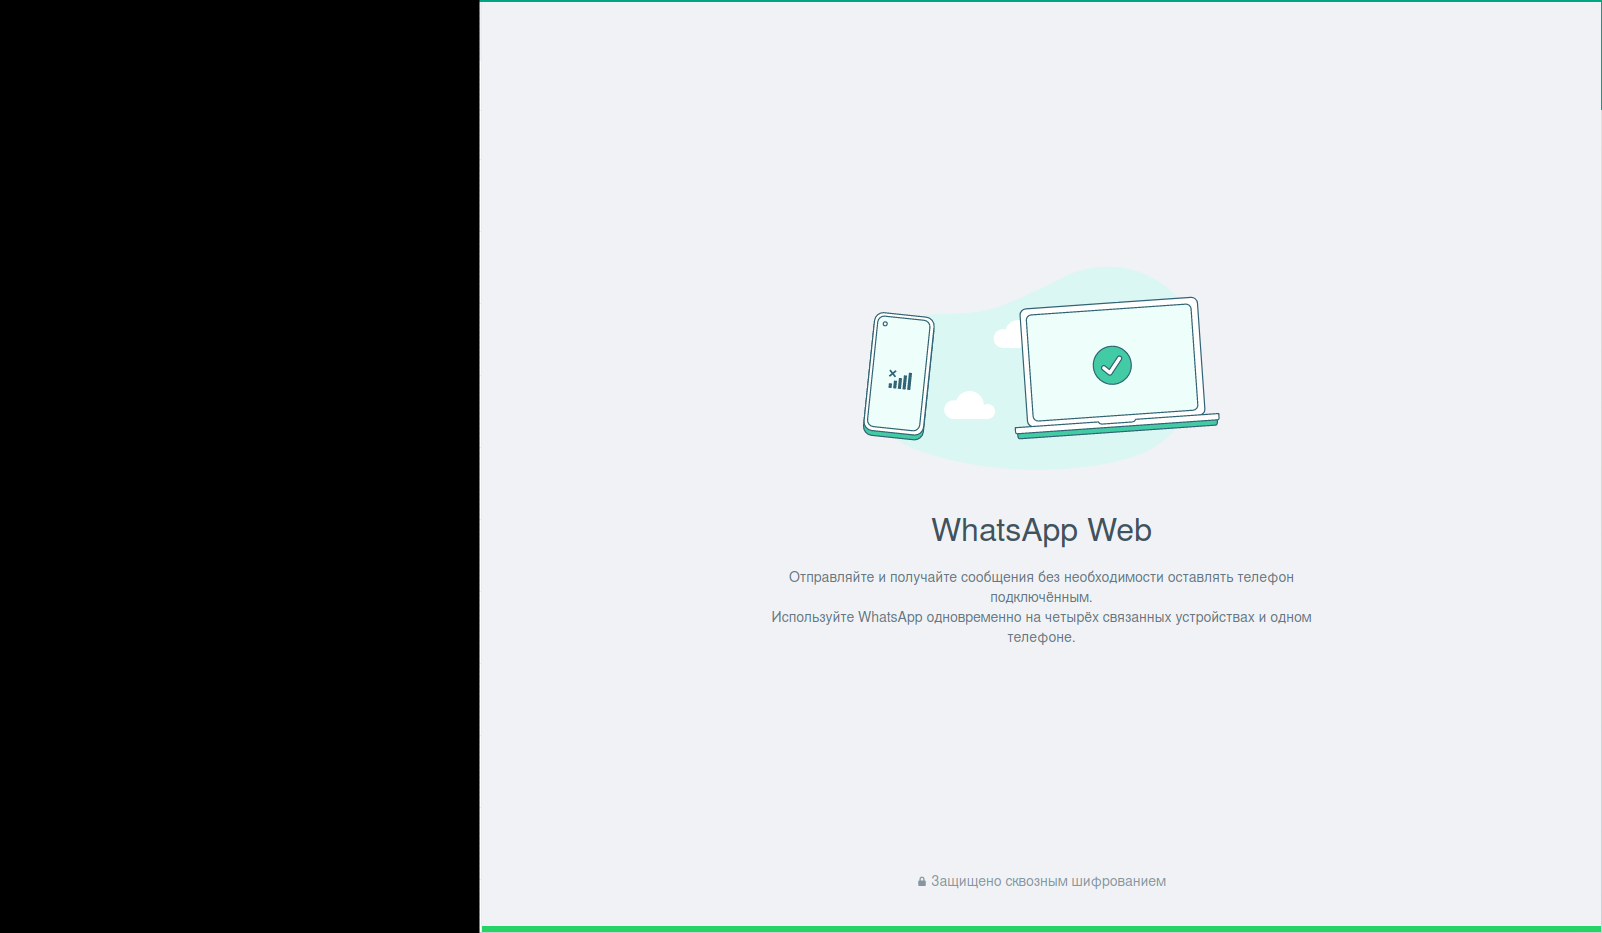 WhatsApp Web
Отправляйте и получайте сообщения без необходимости оставлять телефон
подключённым.
Используйте WhatsApp одновременно на четырёх связанных устройствах и одном
телефоне.
Защищено сквозным шифрованием